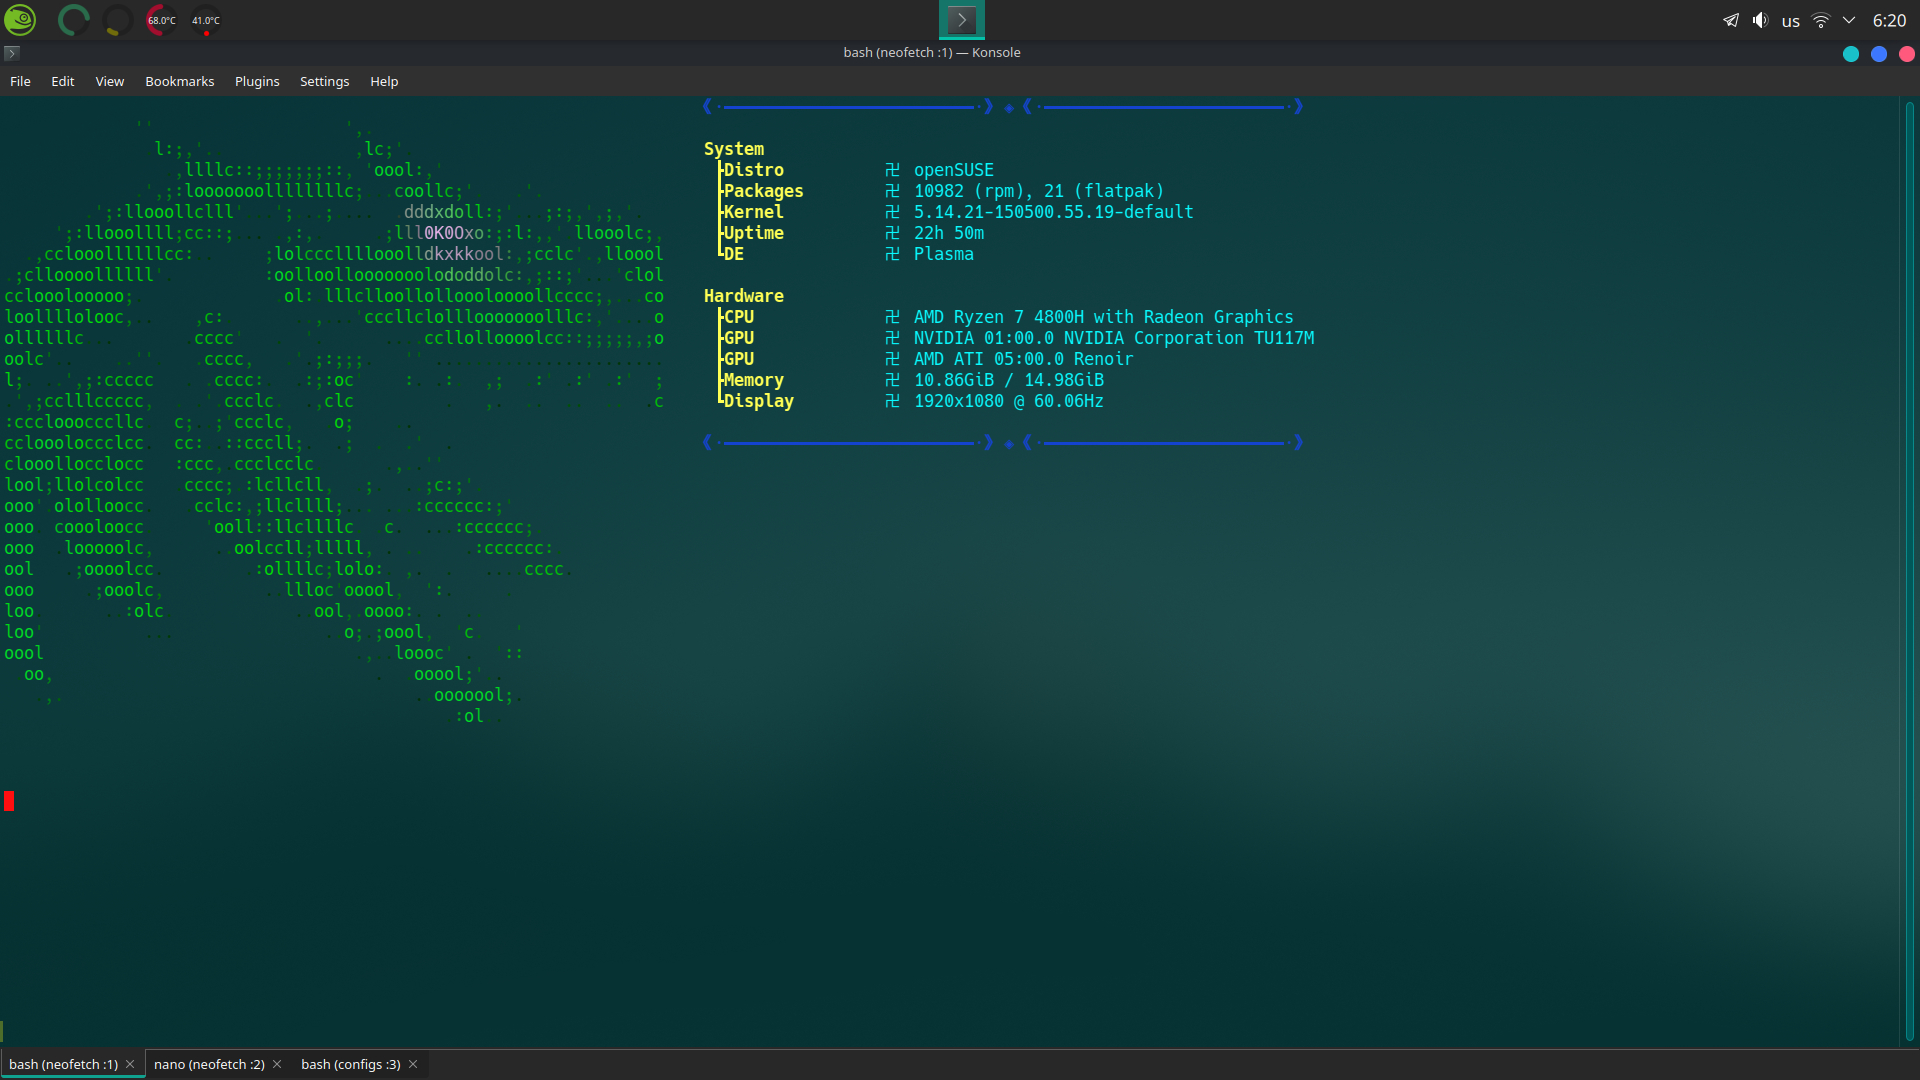 68.0°C 41.0°C us 6:20
bash (neofetch :1) — Konsole
File Edit View Bookmarks Plugins Settings Help
System
Distro 卍 openSUSE
Packages 卍 10982 (rpm), 21 (flatpak)
Kernel 卍 5.14.21-150500.55.19-default
Uptime 卍 22h 50m
DE 卍 Plasma
Hardware
CPU 卍 AMD Ryzen 7 4800H with Radeon Graphics
GPU 卍 NVIDIA 01:00.0 NVIDIA Corporation TU117M
GPU 卍 AMD ATI 05:00.0 Renoir
Memory 卍 10.86GiB / 14.98GiB
Display 卍 1920x1080 @ 60.06Hz
bash (neofetch :1) nano (neofetch :2) bash (configs :3)